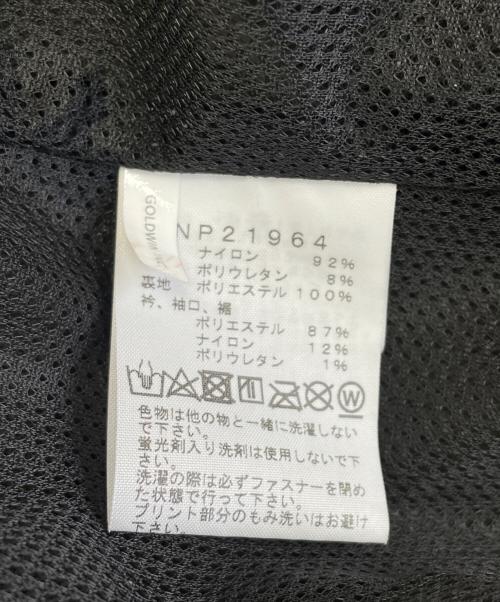 GOLDWIN
NP21964
ナイロン 92%
ポリウレタン 8%
裏地 ポリエステル 100%
衿、袖口、裾
ポリエステル 87%
ナイロン 12%
ポリウレタン 1%
W
色物は他の物と一緒に洗濯しない
で下さい。
蛍光剤入り洗剤は使用しないで下
さい。
洗濯の際は必ずファスナーを閉め
た状態で行って下さい。
プリント部分のもみ洗いはお避け
下さい。